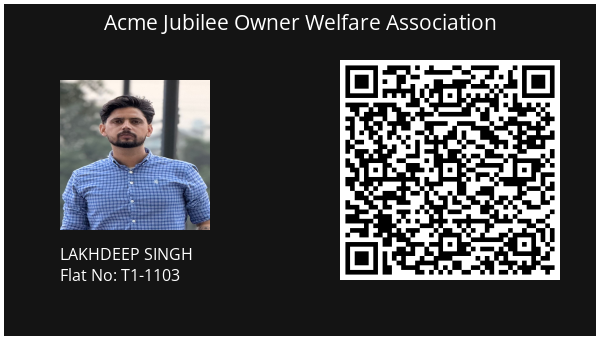 Acme Jubilee Owner Welfare Association
LAKHDEEP SINGH
Flat No: T1-1103